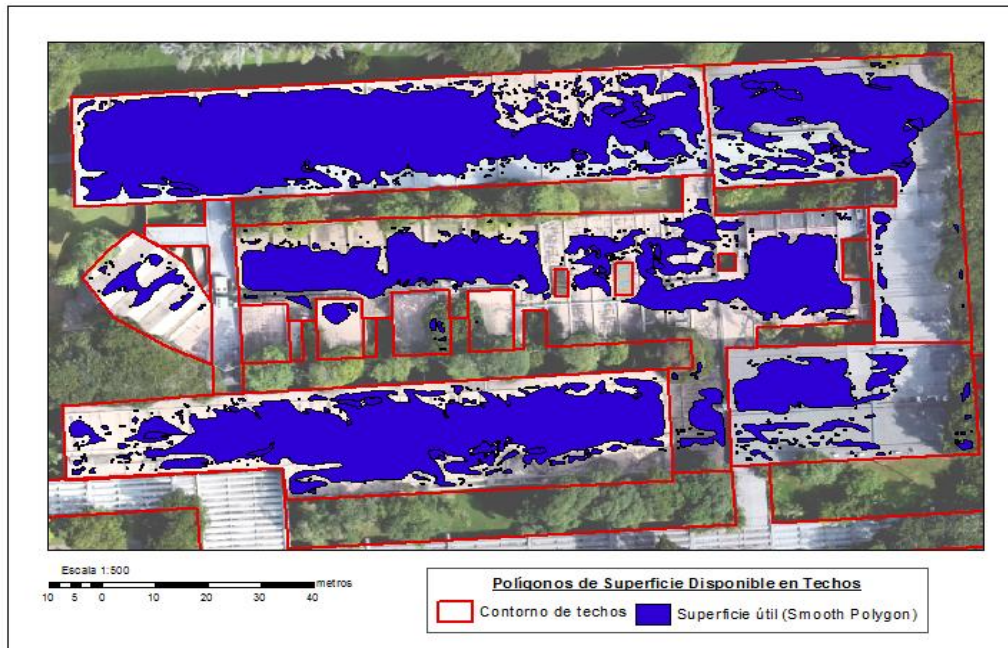 Escala 1:500
metros
10 5 0 10 20 30 40
Polígonos de Superficie Disponible en Techos
Contorno de techos
Superficie útil (Smooth Polygon)